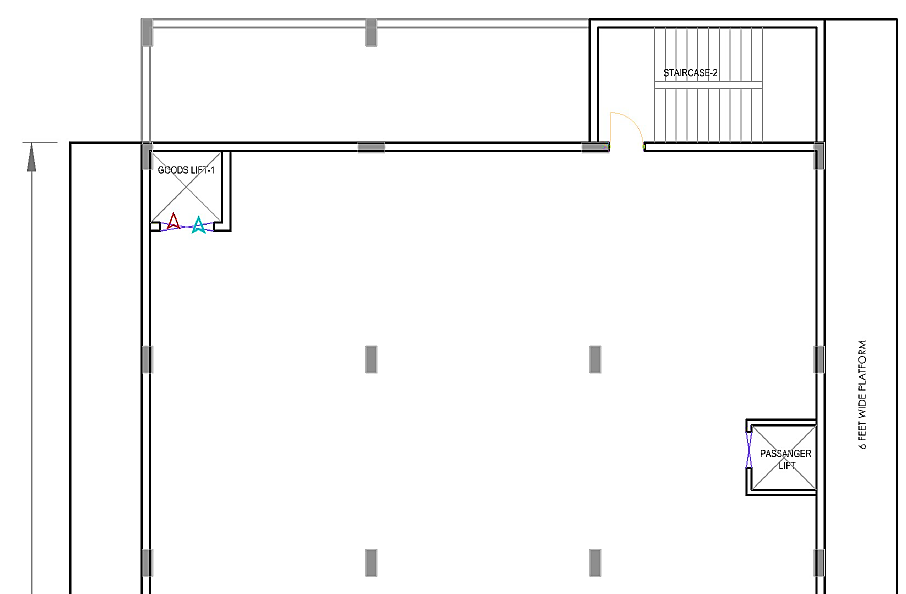 STAIRCASE-2
GOODS LIFT-1
6 FEET WIDE PLATFORM
PASSANGER
LIFT